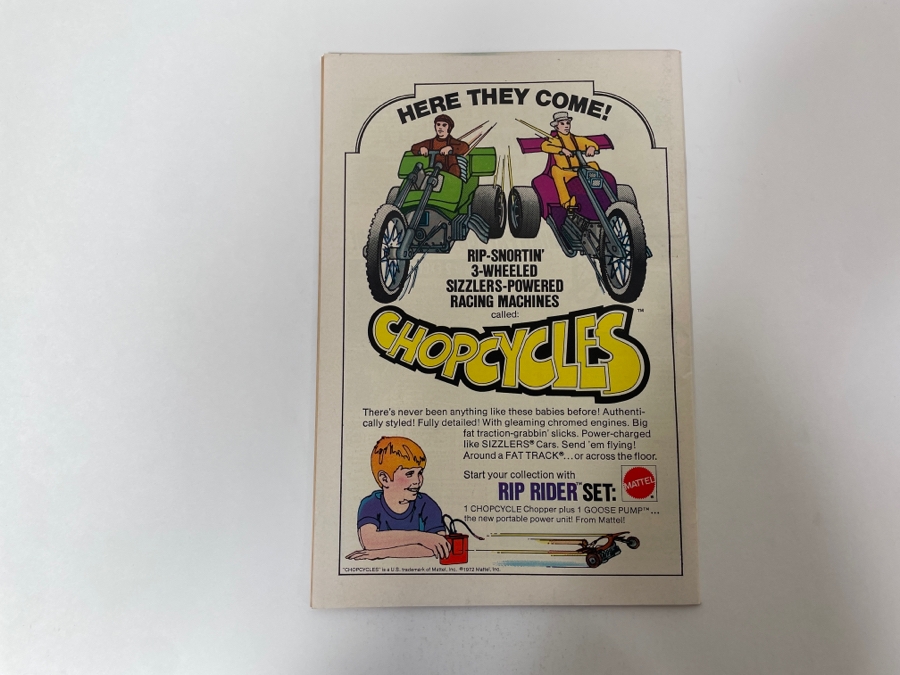 HERE THEY COME!
RIP-SNORTIN'
3-WHEELED
SIZZLERS-POWERED
RACING MACHINES
called:
CHOPCYCLES™
There's never been anything like these babies before! Authenti-
cally styled! Fully detailed! With gleaming chromed engines. Big
fat traction-grabbin' slicks. Power-charged
like SIZZLERS® Cars. Send 'em flying!
Around a FAT TRACK®...or across the floor.
Start your collection with
RIP RIDER™ SET:
MATTEL®
1 CHOPCYCLE Chopper plus 1 GOOSE PUMP™...
the new portable power unit! From Mattel!
"CHOPCYCLES" is a U.S. trademark of Mattel, Inc. ©1972 Mattel, Inc.